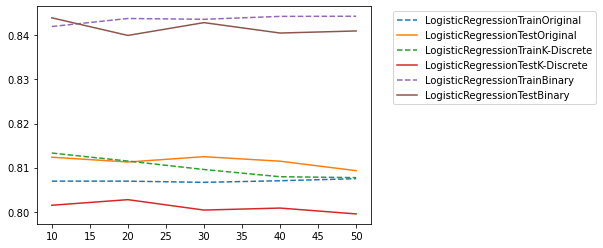 0.84
0.83
0.82
0.81
0.80
10 15 20 25 30 35 40 45 50
LogisticRegressionTrainOriginal
LogisticRegressionTestOriginal
LogisticRegressionTrainK-Discrete
LogisticRegressionTestK-Discrete
LogisticRegressionTrainBinary
LogisticRegressionTestBinary